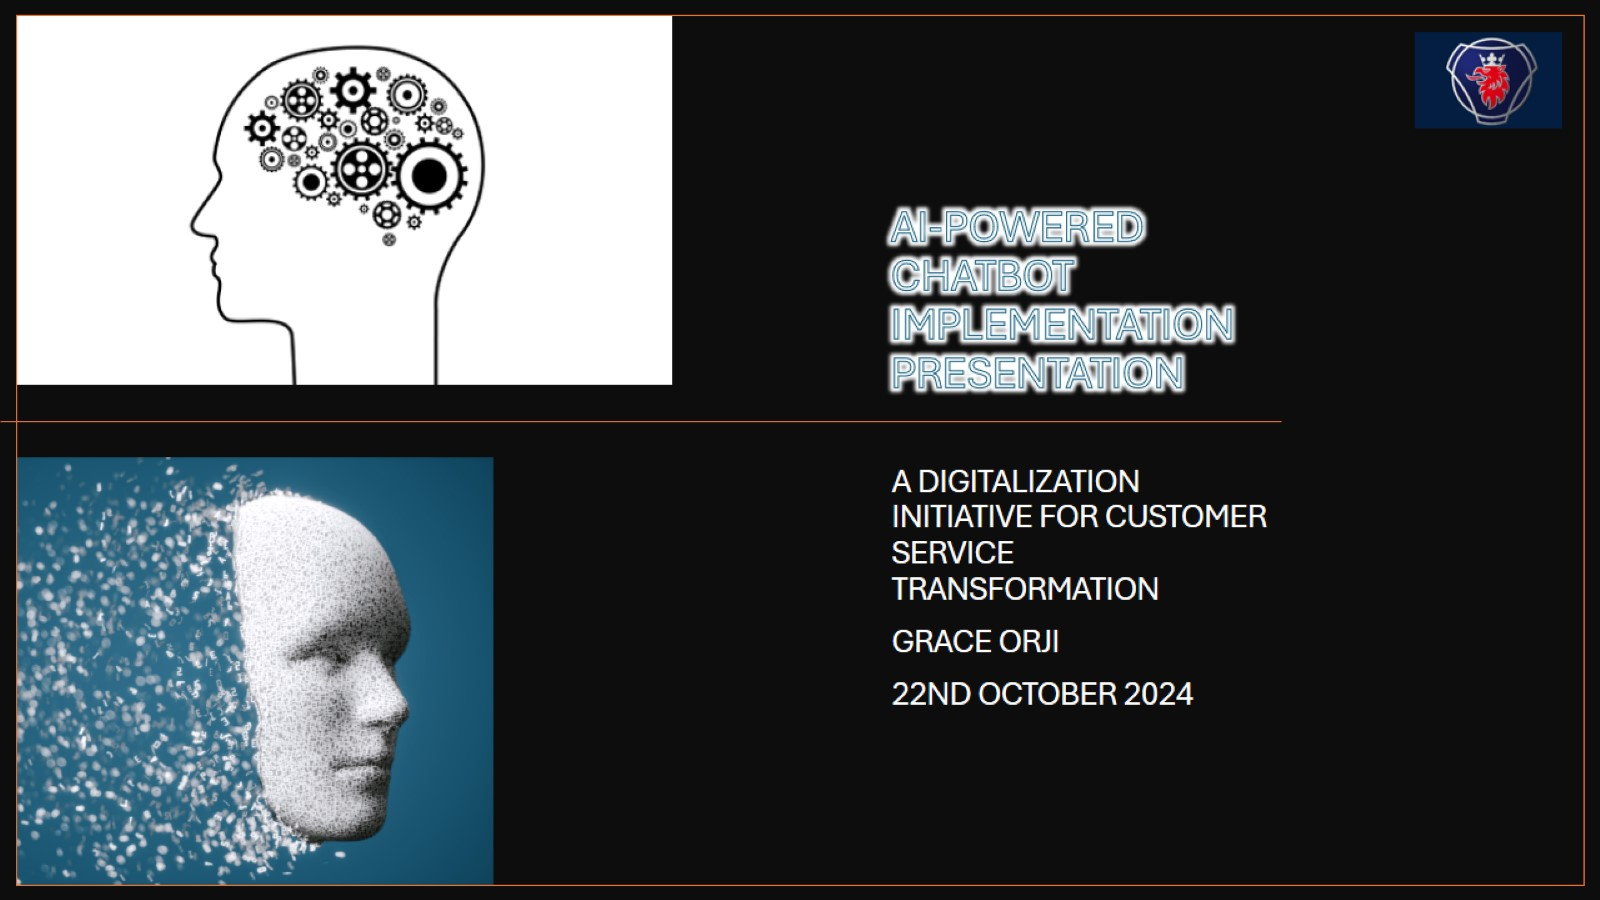 AI-POWERED
CHATBOT
IMPLEMENTATION
PRESENTATION
A DIGITALIZATION
INITIATIVE FOR CUSTOMER
SERVICE
TRANSFORMATION
GRACE ORJI
22ND OCTOBER 2024